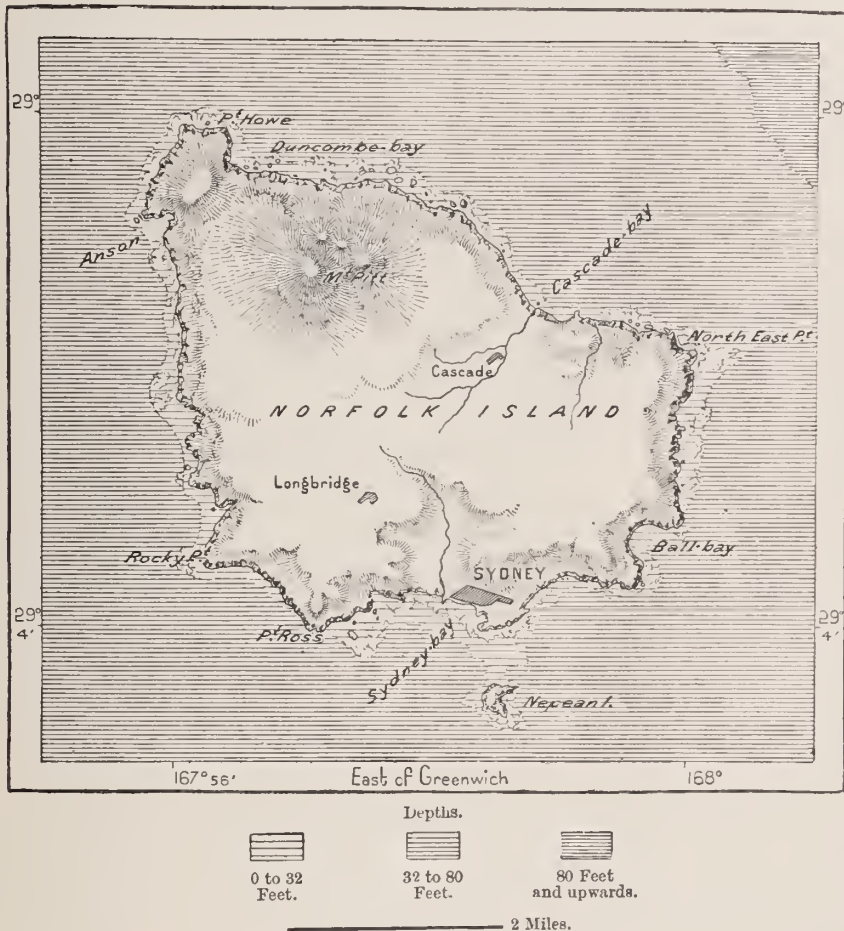 29°
29°
Pt Howe
Duncombe-bay
Cascade-bay
Anson
Mt Pitt
North East Pt
Cascade
NORFOLK ISLAND
Longbridge
Ball-bay
Rocky Pt
SYDNEY
29°
4'
29°
4'
Pt Ross
Sydney-bay
Nepean I.
167°56'
East of Greenwich
168°
Depths.
0 to 32
Feet.
32 to 80
Feet.
80 Feet
and upwards.
2 Miles.